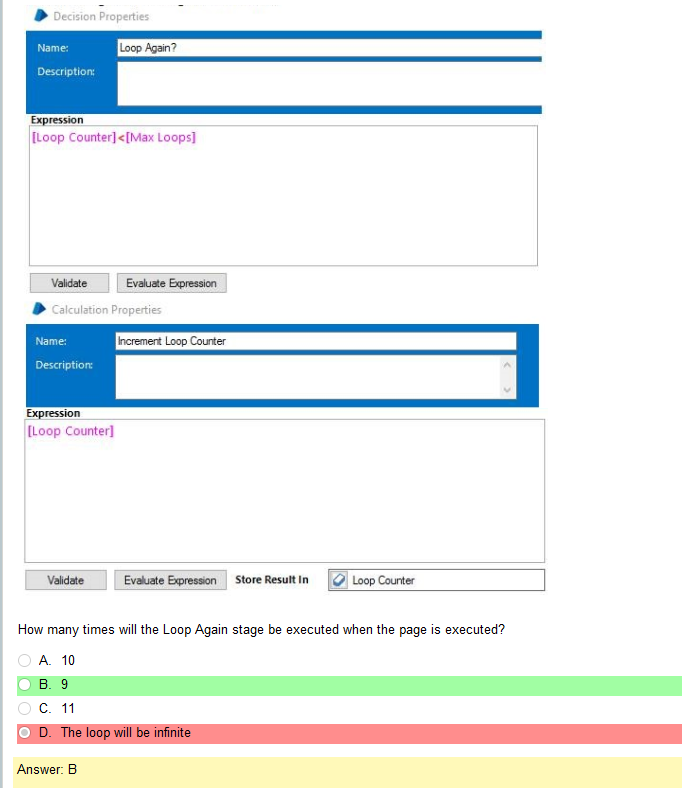 Decision Properties
Name:
Loop Again?
Description:
Expression
[Loop Counter]<[Max Loops]
Validate
Evaluate Expression
Calculation Properties
Name:
Increment Loop Counter
Description:
Expression
[Loop Counter]
Validate
Evaluate Expression
Store Result In
Loop Counter
How many times will the Loop Again stage be executed when the page is executed?
A. 10
B. 9
C. 11
D. The loop will be infinite
Answer: B